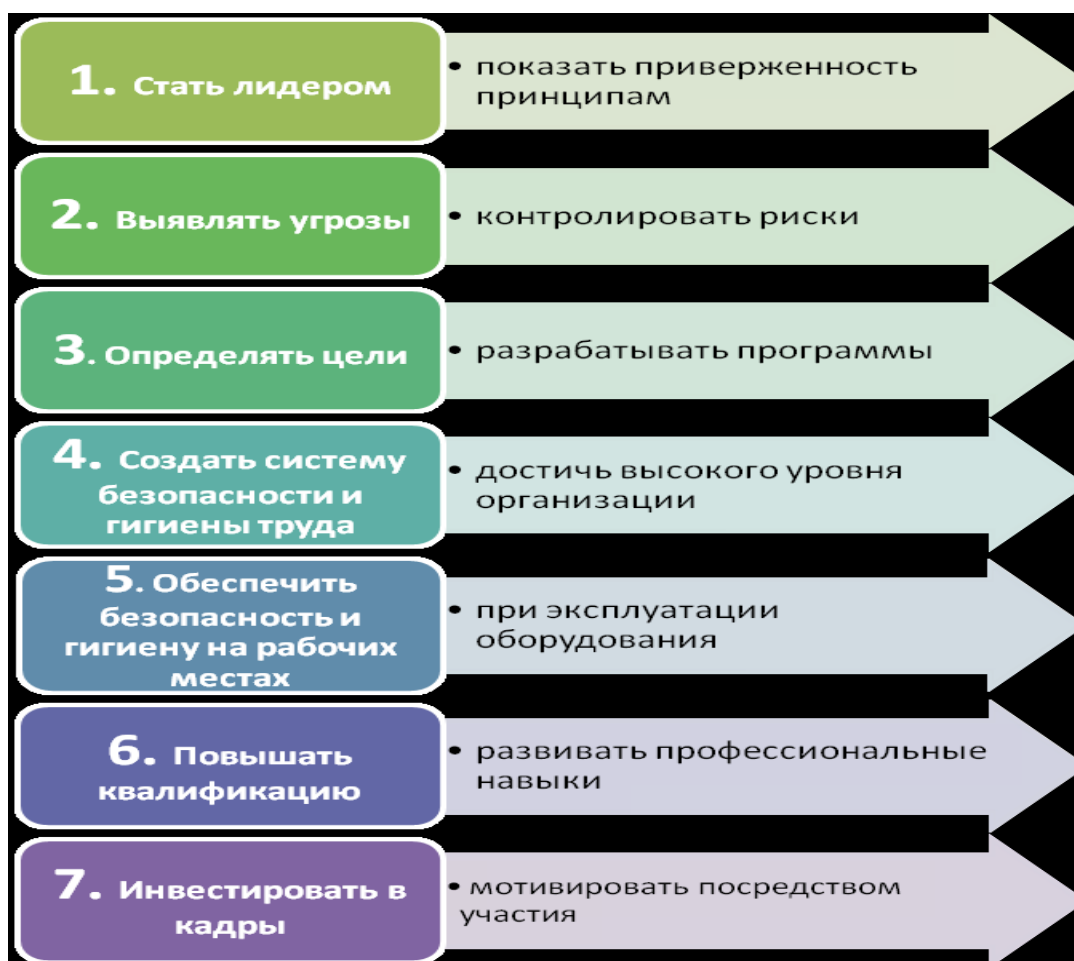 1. Стать лидером
• показать приверженность
принципам
2. Выявлять угрозы
• контролировать риски
3. Определять цели
• разрабатывать программы
4. Создать систему
безопасности и
гигиены труда
• достичь высокого уровня
организации
5. Обеспечить
безопасность и
гигиену на рабочих
местах
• при эксплуатации
оборудования
6. Повышать
квалификацию
• развивать профессиональные
навыки
7. Инвестировать в
кадры
• мотивировать посредством
участия